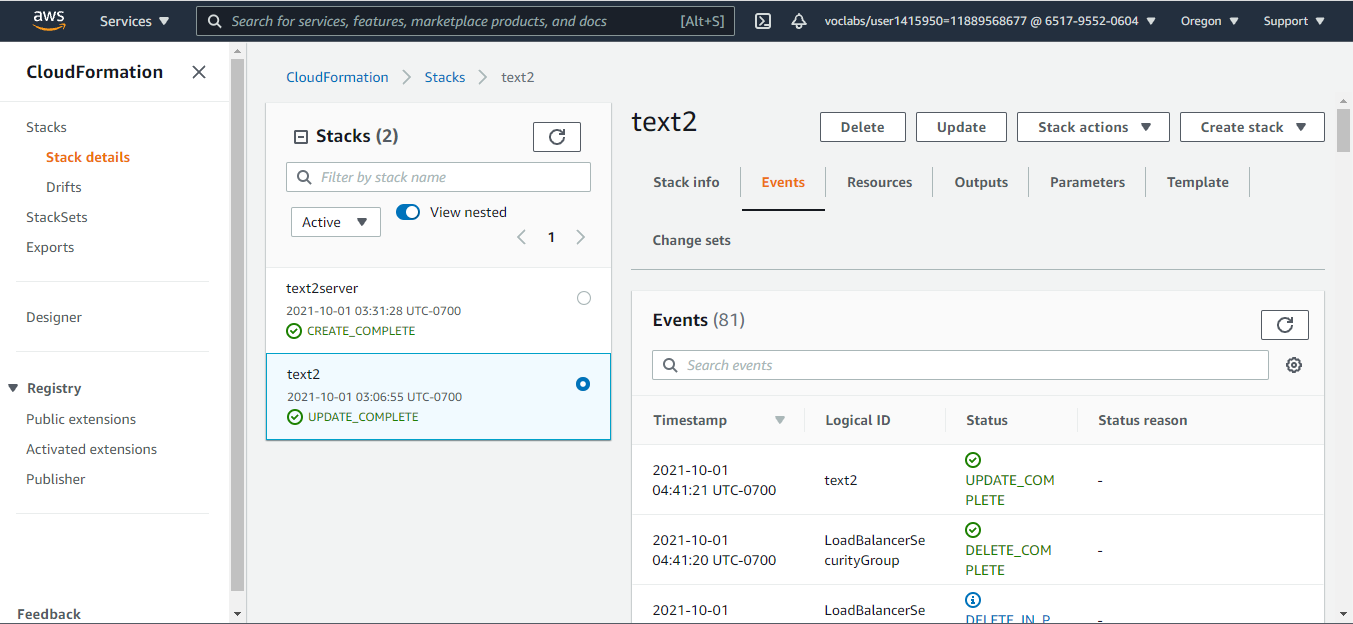 aws
Services
Search for services, features, marketplace products, and docs
[Alt+S]
voclabs/user1415950=11889568677 @ 6517-9552-0604
Oregon
Support
CloudFormation
Stacks
Stack details
Drifts
StackSets
Exports
Designer
Registry
Public extensions
Activated extensions
Publisher
Feedback
CloudFormation
Stacks
text2
Stacks (2)
Filter by stack name
Active
View nested
1
text2server
2021-10-01 03:31:28 UTC-0700
CREATE_COMPLETE
text2
2021-10-01 03:06:55 UTC-0700
UPDATE_COMPLETE
text2
Delete
Update
Stack actions
Create stack
Stack info
Events
Resources
Outputs
Parameters
Template
Change sets
Events (81)
Search events
Timestamp
Logical ID
Status
Status reason
2021-10-01
04:41:21 UTC-0700
text2
UPDATE_COM
PLETE
-
2021-10-01
04:41:20 UTC-0700
LoadBalancerSe
curityGroup
DELETE_COM
PLETE
-
2021-10-01
LoadBalancerSe
DELETE_IN_P
-